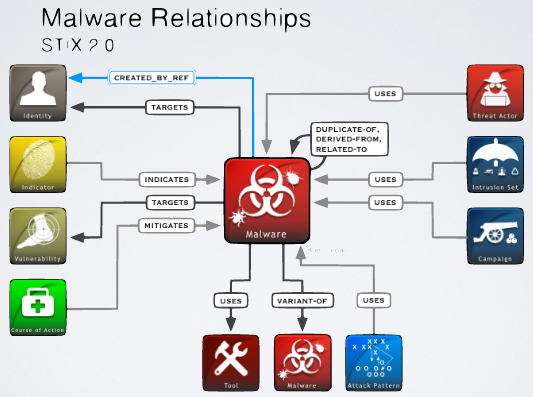 Malware Relationships
STIX 2.0
CREATED_BY_REF
USES
Identity
TARGETS
Threat Actor
DUPLICATE-OF,
DERIVED-FROM,
RELATED-TO
INDICATES
USES
Indicator
Intrusion Set
TARGETS
USES
MITIGATES
Malware
Vulnerability
Campaign
USES
VARIANT-OF
USES
Course of Action
Tool
Malware
Attack Pattern